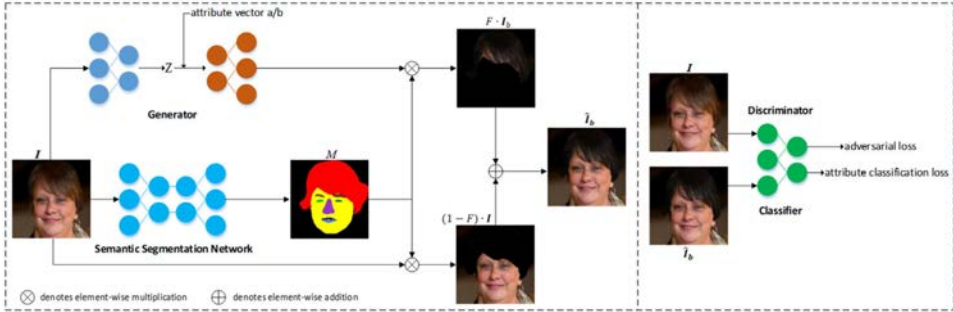 attribute vector a/b
Z
Generator
I
M
Semantic Segmentation Network
F · I_b
(1 − F) · I
Î_b
⊗ denotes element-wise multiplication
⊕ denotes element-wise addition
I
Discriminator
adversarial loss
attribute classification loss
Classifier
Î_b